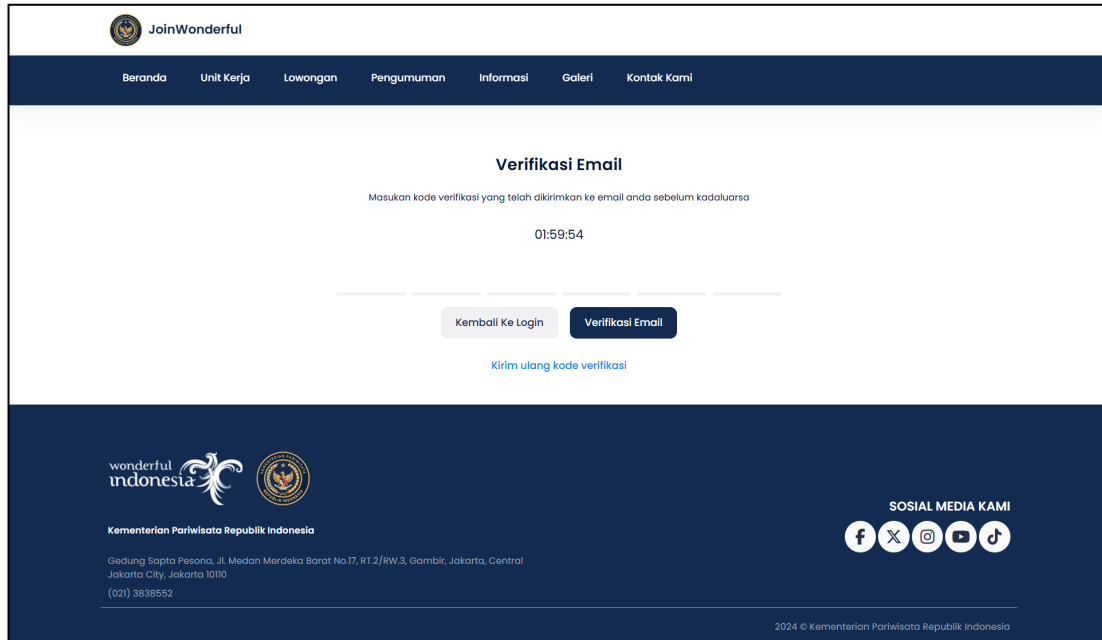 JoinWonderful
Beranda Unit Kerja Lowongan Pengumuman Informasi Galeri Kontak Kami
Verifikasi Email
Masukan kode verifikasi yang telah dikirimkan ke email anda sebelum kadaluarsa
01:59:54
Kembali Ke Login Verifikasi Email
Kirim ulang kode verifikasi
wonderful
indonesia
SOSIAL MEDIA KAMI
Kementerian Pariwisata Republik Indonesia
Gedung Sapta Pesona, Jl. Medan Merdeka Barat No.17, RT.2/RW.3, Gambir, Jakarta, Central
Jakarta City, Jakarta 10110
(021) 3838552
2024 © Kementerian Pariwisata Republik Indonesia